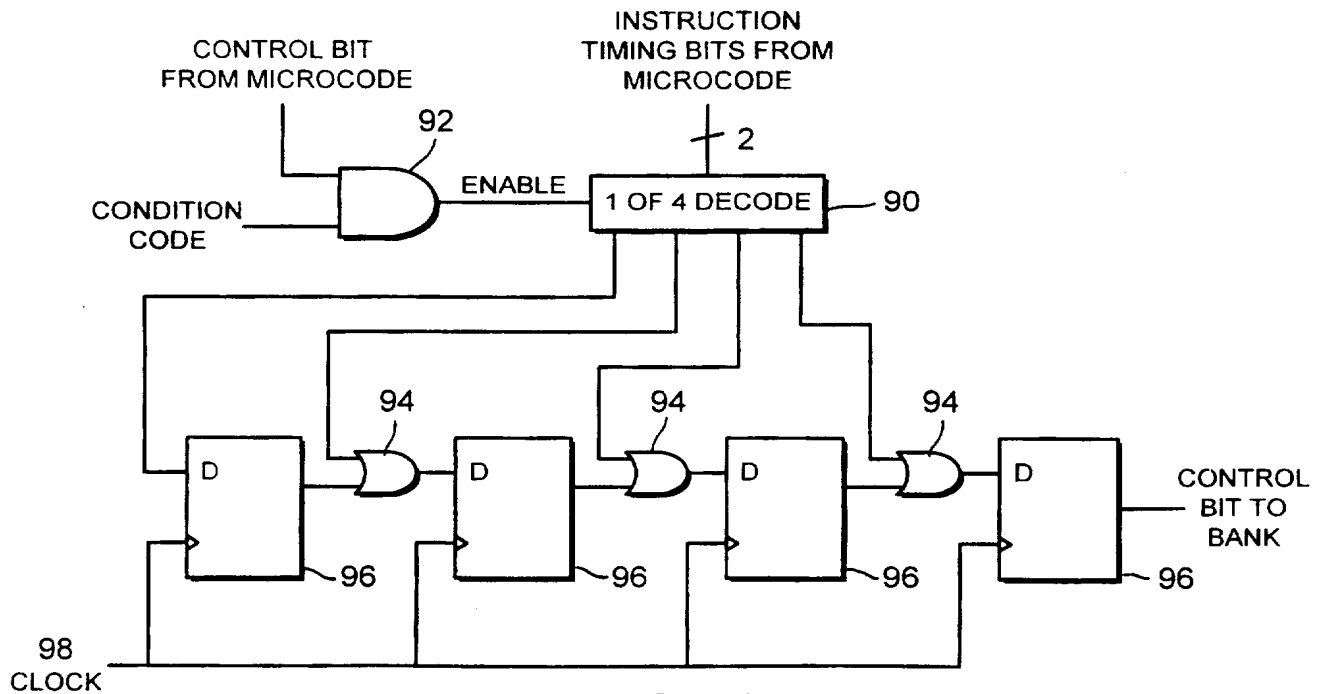 INSTRUCTION
TIMING BITS FROM
MICROCODE
CONTROL BIT
FROM MICROCODE
92
2
ENABLE
1 OF 4 DECODE
90
CONDITION
CODE
94
94
94
D
D
D
D
CONTROL
BIT TO
BANK
96
96
96
96
98
CLOCK